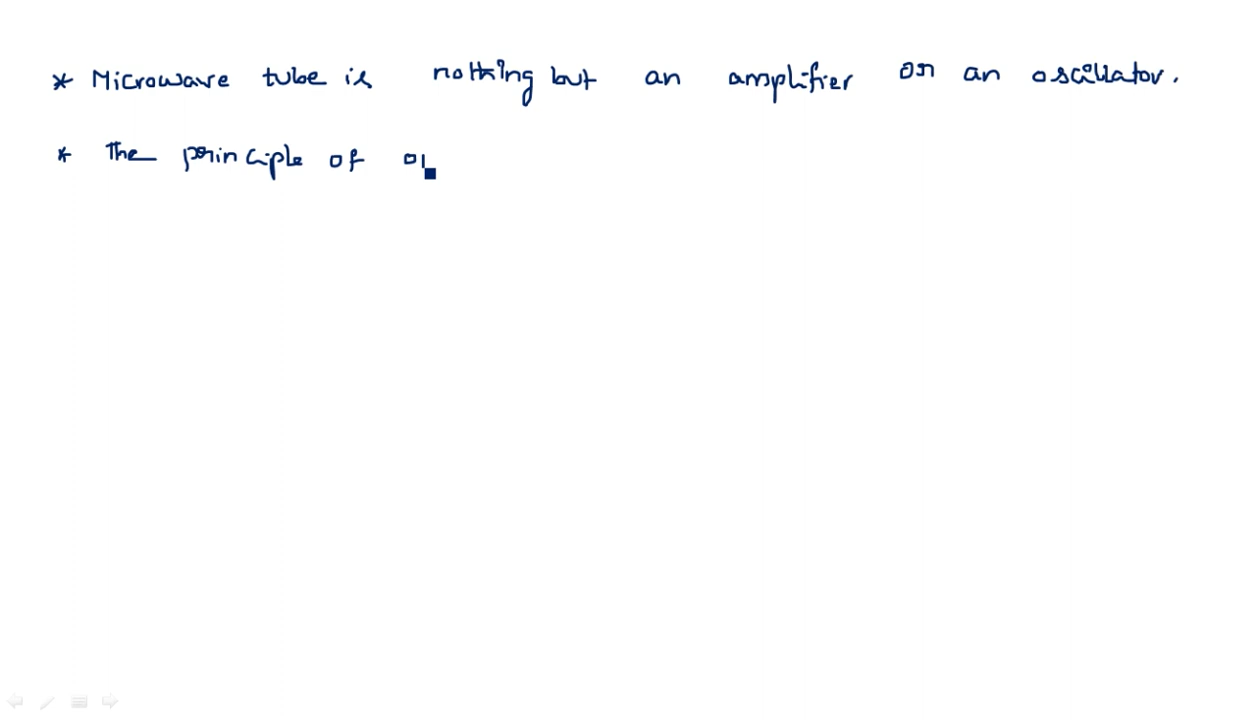 * Microwave tube is nothing but an amplifier or an oscillator.
* The principle of